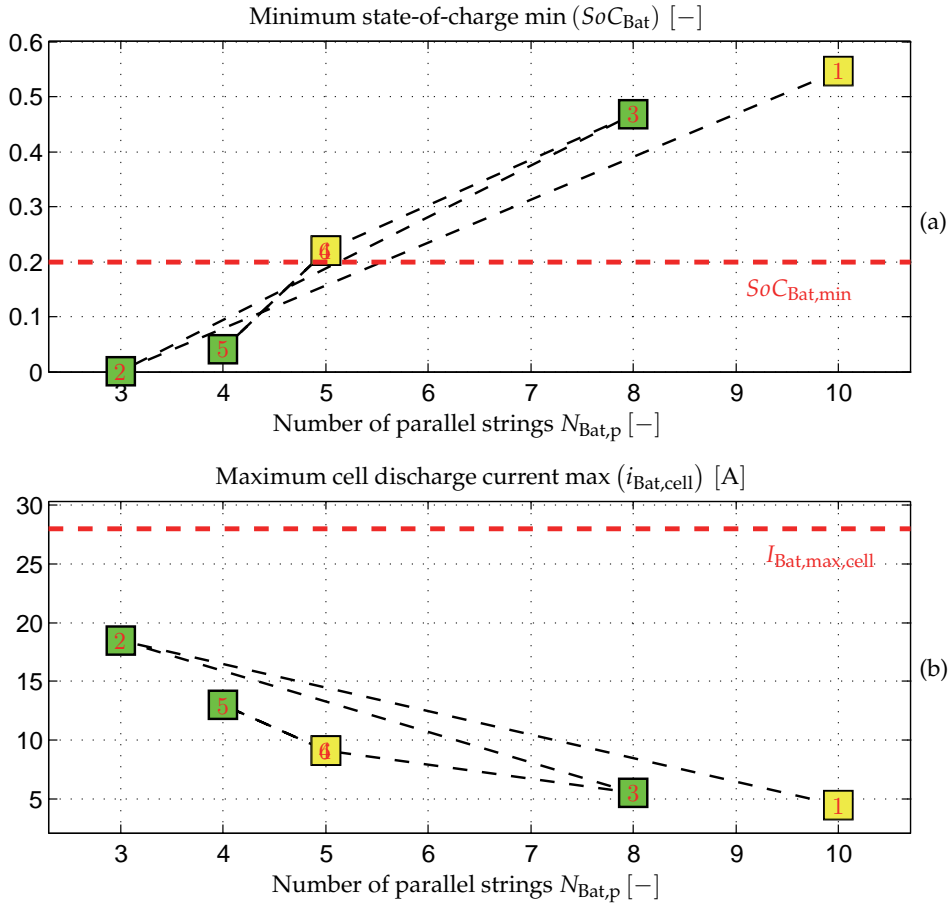 Minimum state-of-charge min (SoC_Bat) [−]
0.6
0.5
0.4
0.3
0.2
0.1
0
1
3
2
5
SoC_Bat,min
(a)
3 4 5 6 7 8 9 10
Number of parallel strings N_Bat,p [−]
Maximum cell discharge current max (i_Bat,cell) [A]
30
25
20
15
10
5
I_Bat,max,cell
2
5
3
1
(b)
3 4 5 6 7 8 9 10
Number of parallel strings N_Bat,p [−]